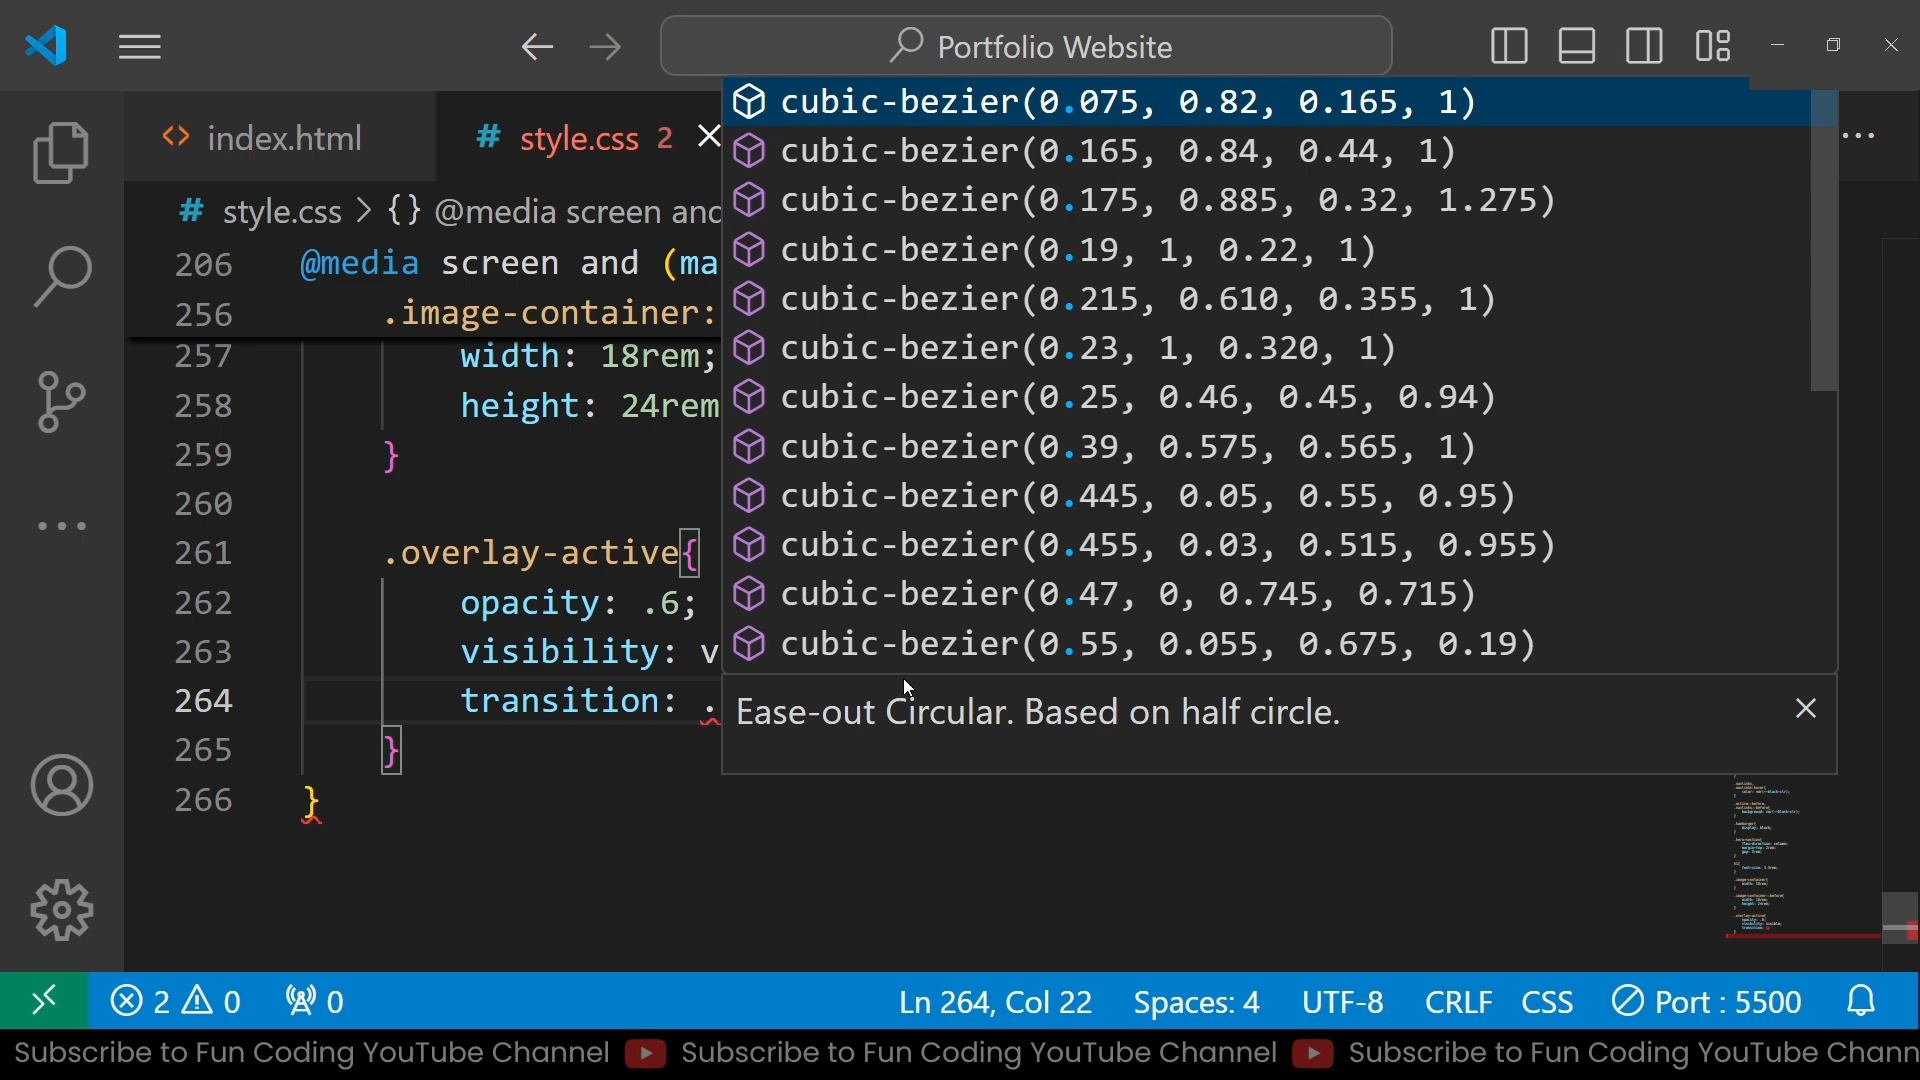 Portfolio Website
index.html
style.css 2
style.css > {} @media screen anc
206 @media screen and (ma
256 .image-container:
257 width: 18rem;
258 height: 24rem
259 }
260
261 .overlay-active{
262 opacity: .6;
263 visibility: v
264 transition: .
265 }
266 }
cubic-bezier(0.075, 0.82, 0.165, 1)
cubic-bezier(0.165, 0.84, 0.44, 1)
cubic-bezier(0.175, 0.885, 0.32, 1.275)
cubic-bezier(0.19, 1, 0.22, 1)
cubic-bezier(0.215, 0.610, 0.355, 1)
cubic-bezier(0.23, 1, 0.320, 1)
cubic-bezier(0.25, 0.46, 0.45, 0.94)
cubic-bezier(0.39, 0.575, 0.565, 1)
cubic-bezier(0.445, 0.05, 0.55, 0.95)
cubic-bezier(0.455, 0.03, 0.515, 0.955)
cubic-bezier(0.47, 0, 0.745, 0.715)
cubic-bezier(0.55, 0.055, 0.675, 0.19)
Ease-out Circular. Based on half circle.
2 0 0 Ln 264, Col 22 Spaces: 4 UTF-8 CRLF CSS Port : 5500
Subscribe to Fun Coding YouTube Channel Subscribe to Fun Coding YouTube Channel Subscribe to Fun Coding YouTube Chann